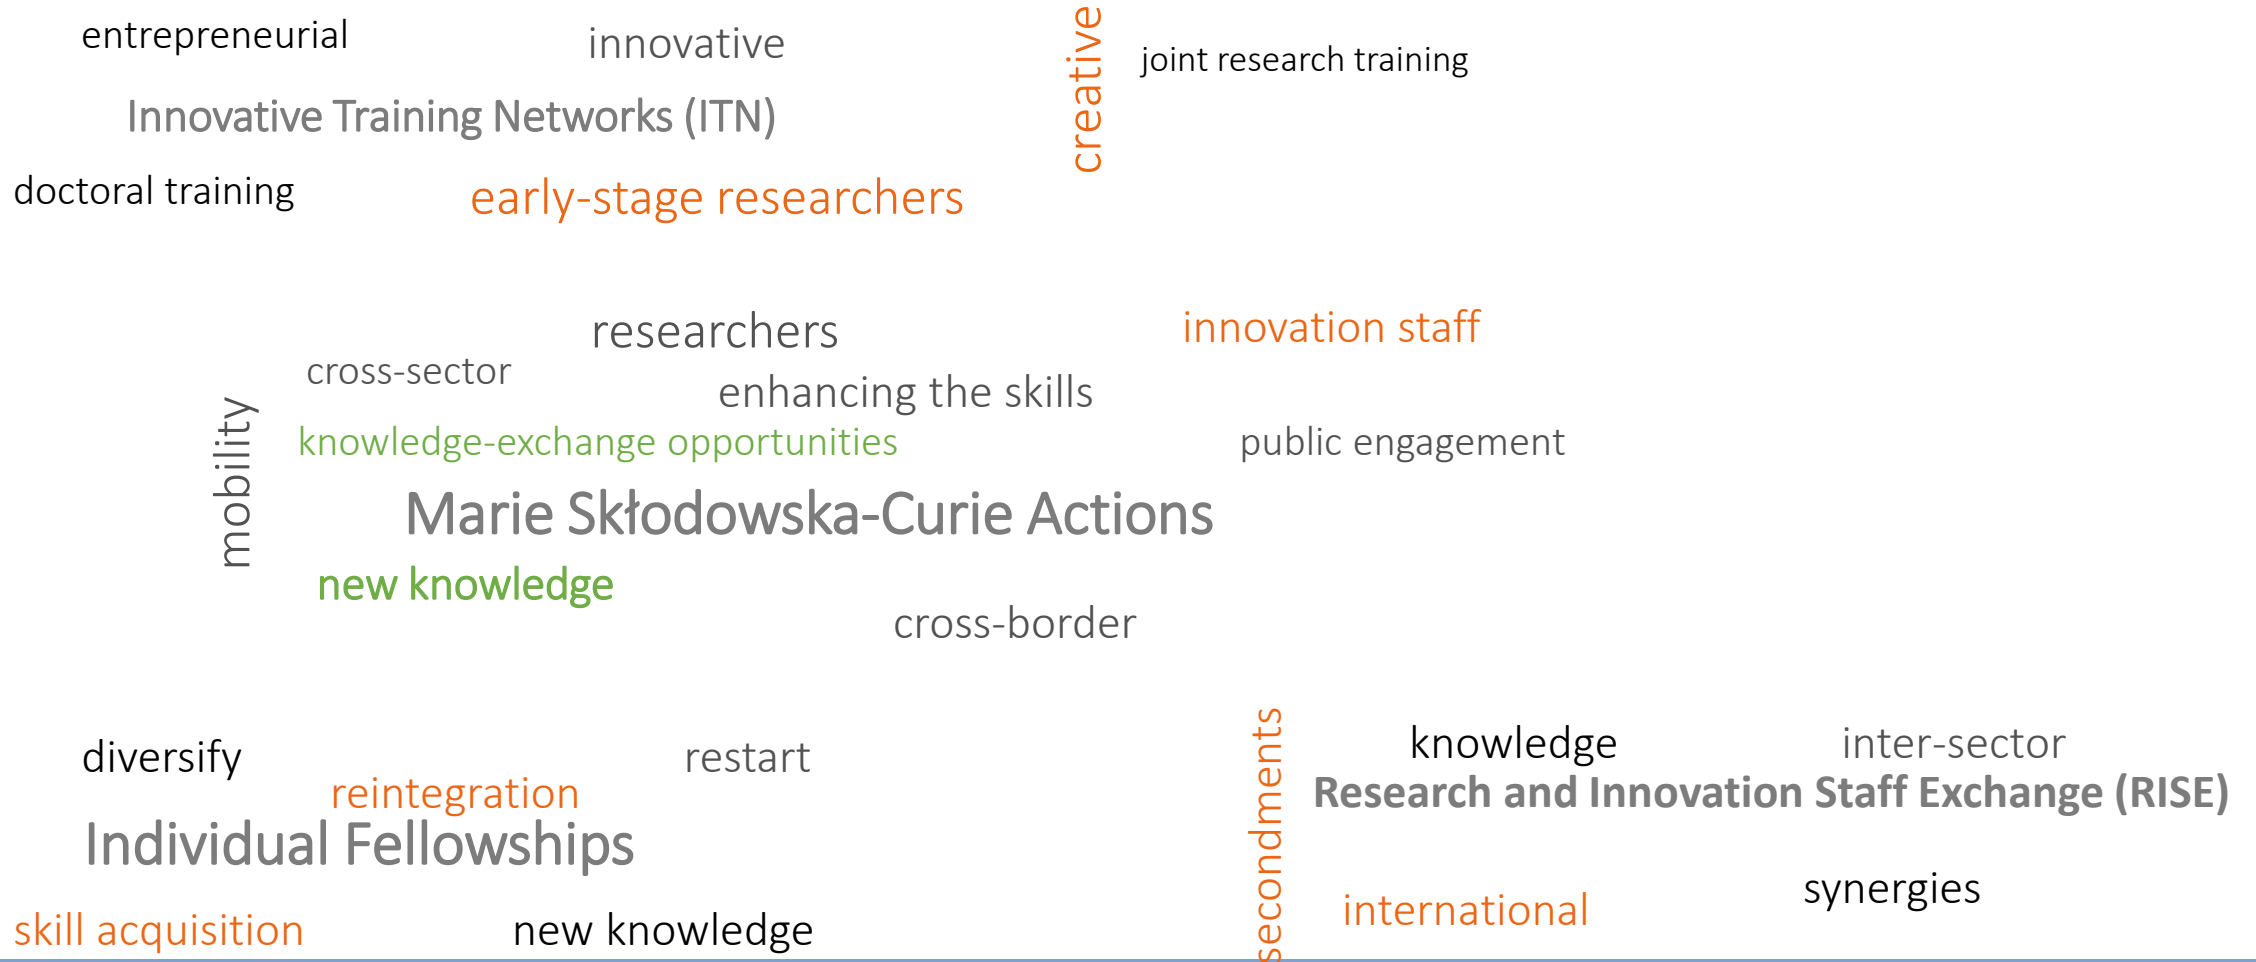 entrepreneurial
innovative
creative
joint research training
Innovative Training Networks (ITN)
doctoral training
early-stage researchers
researchers
innovation staff
cross-sector
enhancing the skills
mobility
knowledge-exchange opportunities
public engagement
Marie Skłodowska-Curie Actions
new knowledge
cross-border
diversify
restart
reintegration
Individual Fellowships
skill acquisition
new knowledge
secondments
knowledge
inter-sector
Research and Innovation Staff Exchange (RISE)
synergies
international